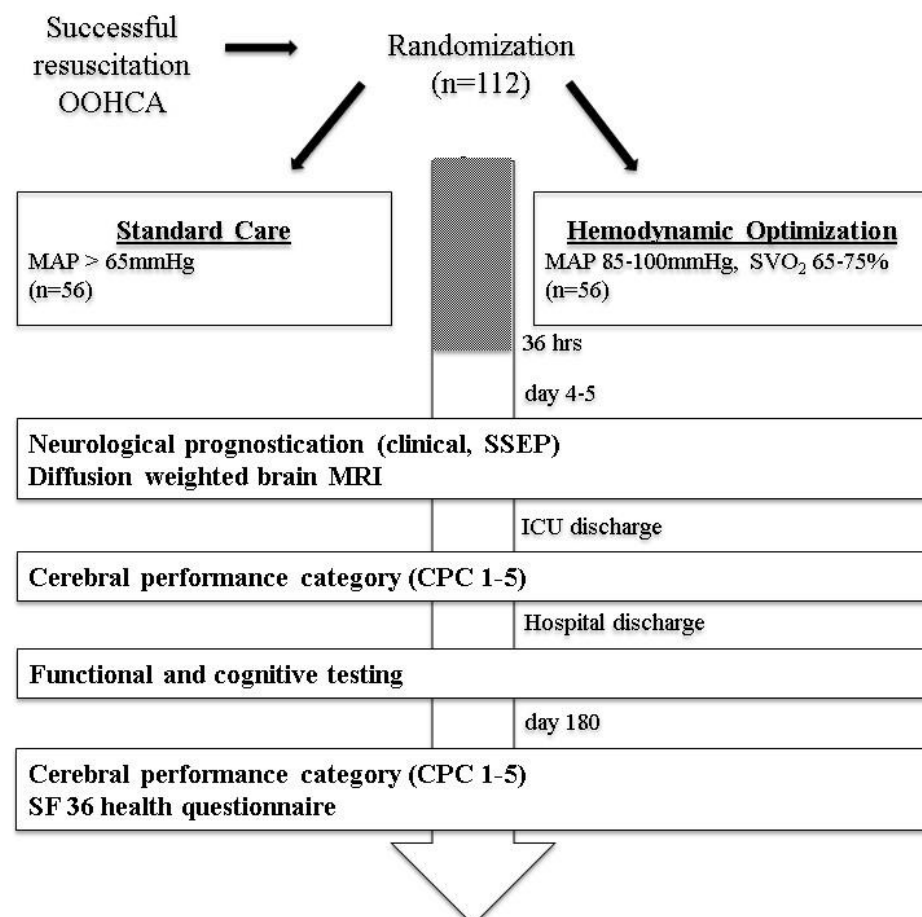 Successful
resuscitation
OOHCA
Randomization
(n=112)
Standard Care
MAP > 65mmHg
(n=56)
Hemodynamic Optimization
MAP 85-100mmHg, SVO₂ 65-75%
(n=56)
36 hrs
day 4-5
Neurological prognostication (clinical, SSEP)
Diffusion weighted brain MRI
ICU discharge
Cerebral performance category (CPC 1-5)
Hospital discharge
Functional and cognitive testing
day 180
Cerebral performance category (CPC 1-5)
SF 36 health questionnaire